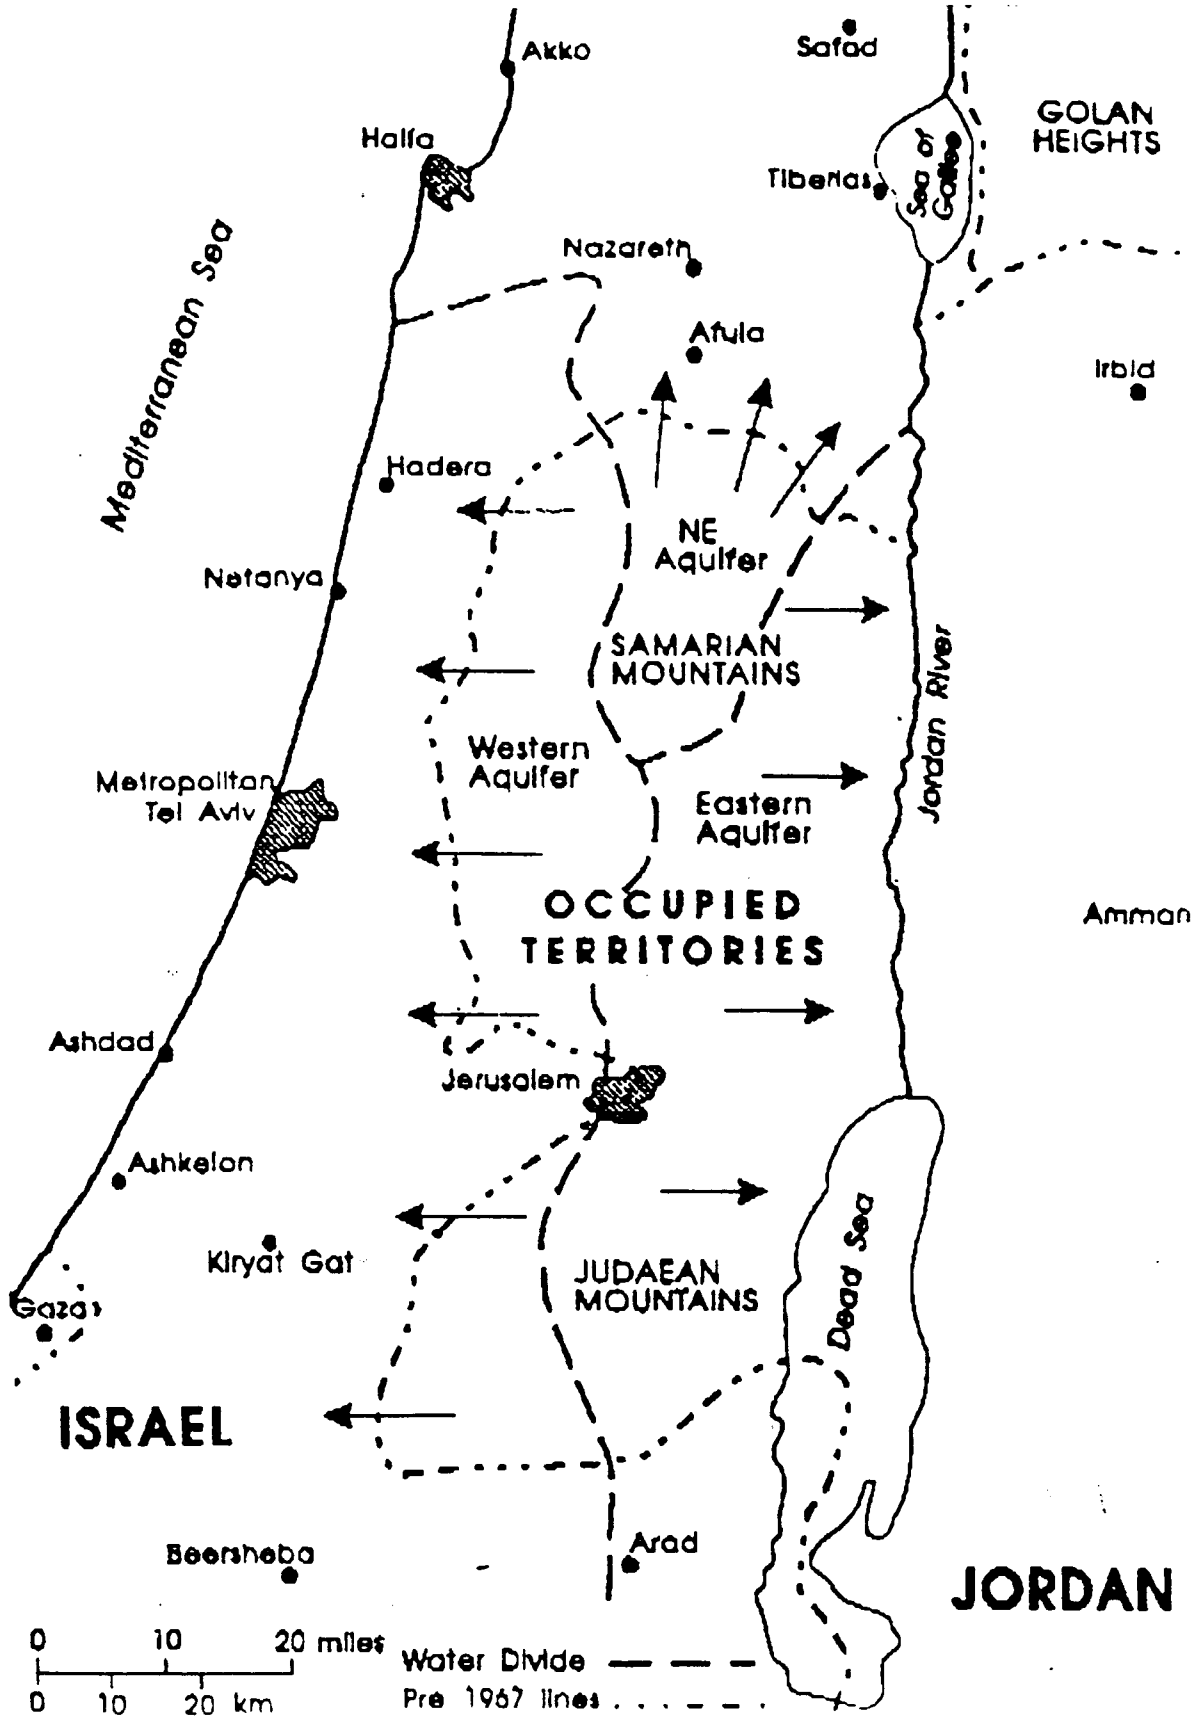 Akko
Safad
Haifa
GOLAN
HEIGHTS
Sea of
Galilee
Tiberias
Mediterranean Sea
Nazareth
Afula
Irbid
Hadera
NE
Aquifer
Netanya
SAMARIAN
MOUNTAINS
Jordan River
Western
Aquifer
Metropolitan
Tel Aviv
Eastern
Aquifer
OCCUPIED
TERRITORIES
Amman
Ashdad
Jerusalem
Ashkelon
Kiryat Gat
Dead Sea
JUDAEAN
MOUNTAINS
Gaza
ISRAEL
Beersheba
Arad
JORDAN
0 10 20 miles
0 10 20 km
Water Divide
Pre 1967 lines